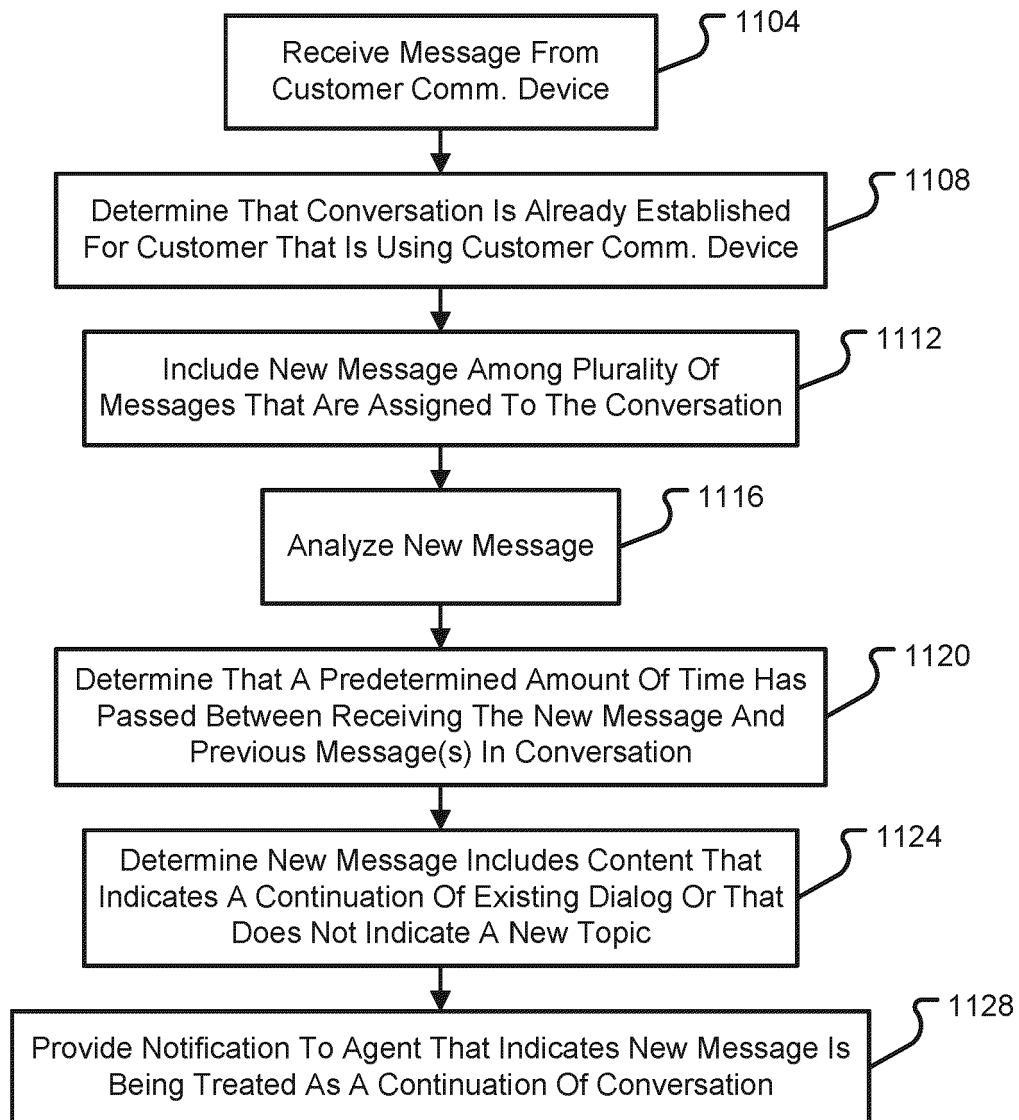 1104
Receive Message From
Customer Comm. Device
1108
Determine That Conversation Is Already Established
For Customer That Is Using Customer Comm. Device
1112
Include New Message Among Plurality Of
Messages That Are Assigned To The Conversation
1116
Analyze New Message
1120
Determine That A Predetermined Amount Of Time Has
Passed Between Receiving The New Message And
Previous Message(s) In Conversation
1124
Determine New Message Includes Content That
Indicates A Continuation Of Existing Dialog Or That
Does Not Indicate A New Topic
1128
Provide Notification To Agent That Indicates New Message Is
Being Treated As A Continuation Of Conversation